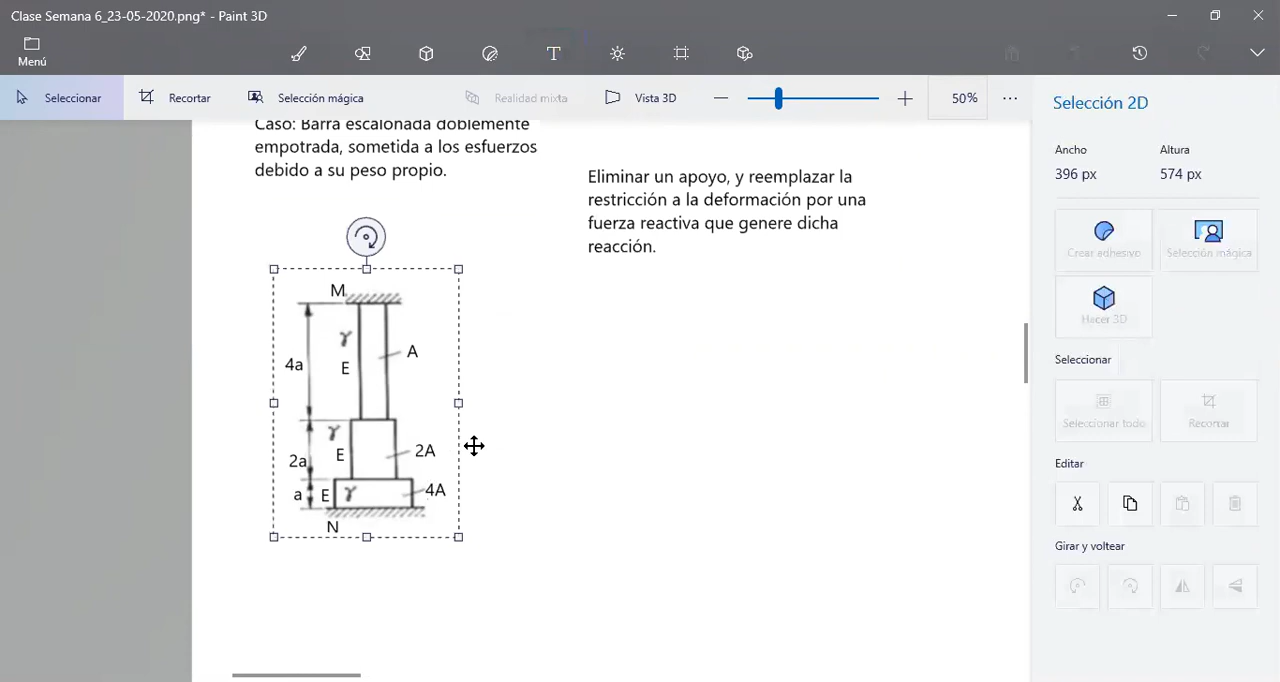 Clase Semana 6_23-05-2020.png* - Paint 3D
Menú
Seleccionar
Recortar
Selección mágica
Realidad mixta
Vista 3D
50%
Selección 2D
Ancho
Altura
396 px
574 px
Crear adhesivo
Selección mágica
Hacer 3D
Seleccionar
Seleccionar todo
Recortar
Editar
Girar y voltear
Caso: Barra escalonada doblemente
empotrada, sometida a los esfuerzos
debido a su peso propio.
Eliminar un apoyo, y reemplazar la
restricción a la deformación por una
fuerza reactiva que genere dicha
reacción.
M
γ
A
4a
E
γ
E
2A
2a
a
E
γ
4A
N